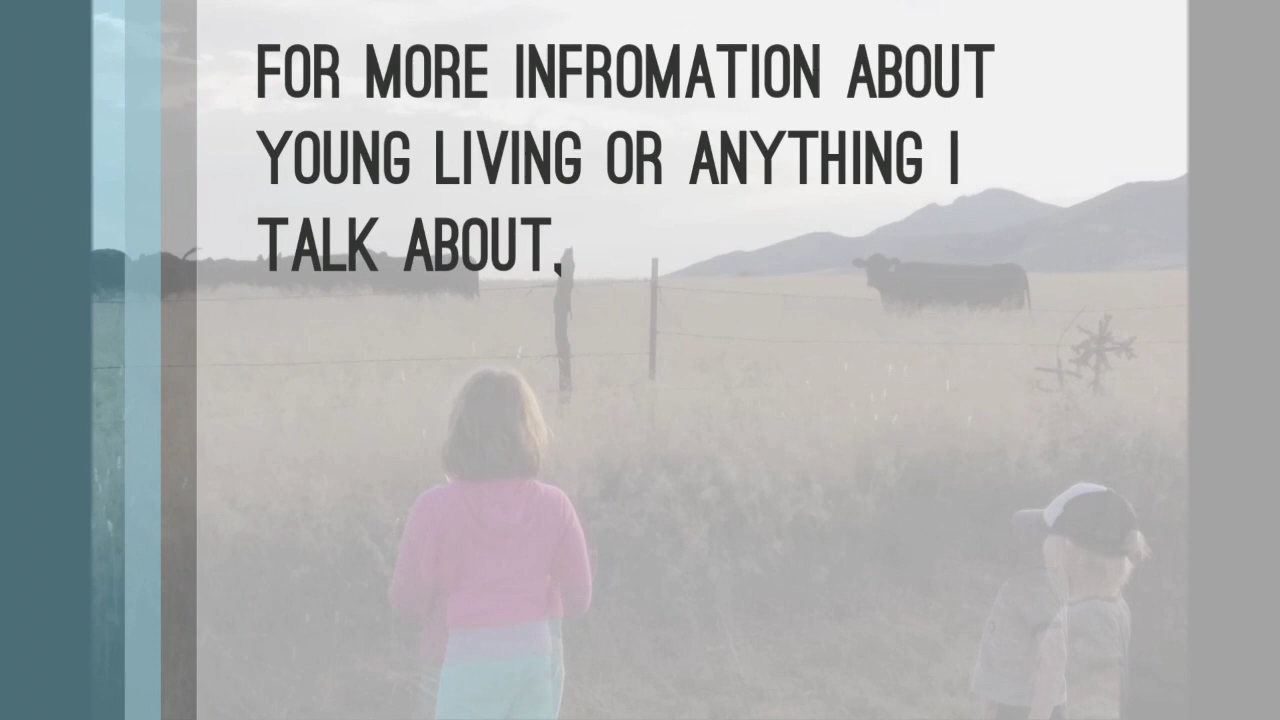 FOR MORE INFROMATION ABOUT
YOUNG LIVING OR ANYTHING I
TALK ABOUT,